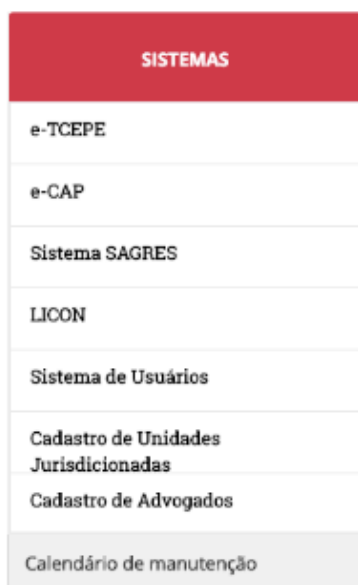 SISTEMAS
e-TCEPE
e-CAP
Sistema SAGRES
LICON
Sistema de Usuários
Cadastro de Unidades
Jurisdicionadas
Cadastro de Advogados
Calendário de manutenção